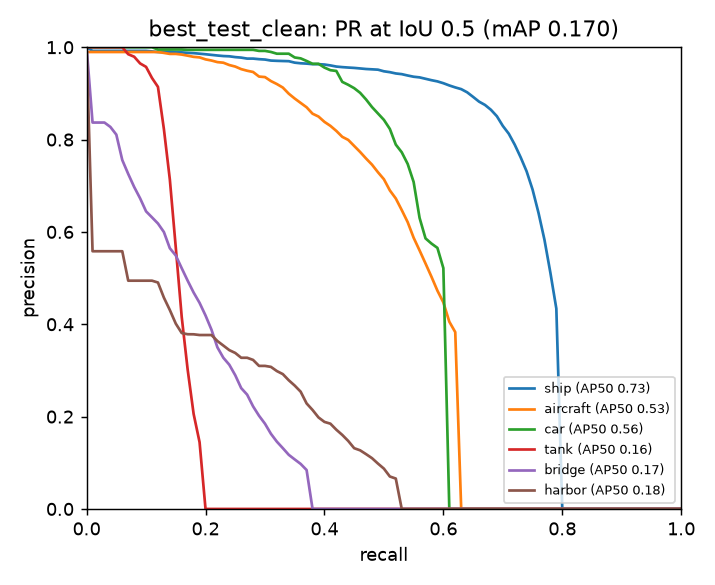 best_test_clean: PR at IoU 0.5 (mAP 0.170)
1.0
0.8
0.6
0.4
0.2
0.0
precision
ship (AP50 0.73)
aircraft (AP50 0.53)
car (AP50 0.56)
tank (AP50 0.16)
bridge (AP50 0.17)
harbor (AP50 0.18)
0.0 0.2 0.4 0.6 0.8 1.0
recall